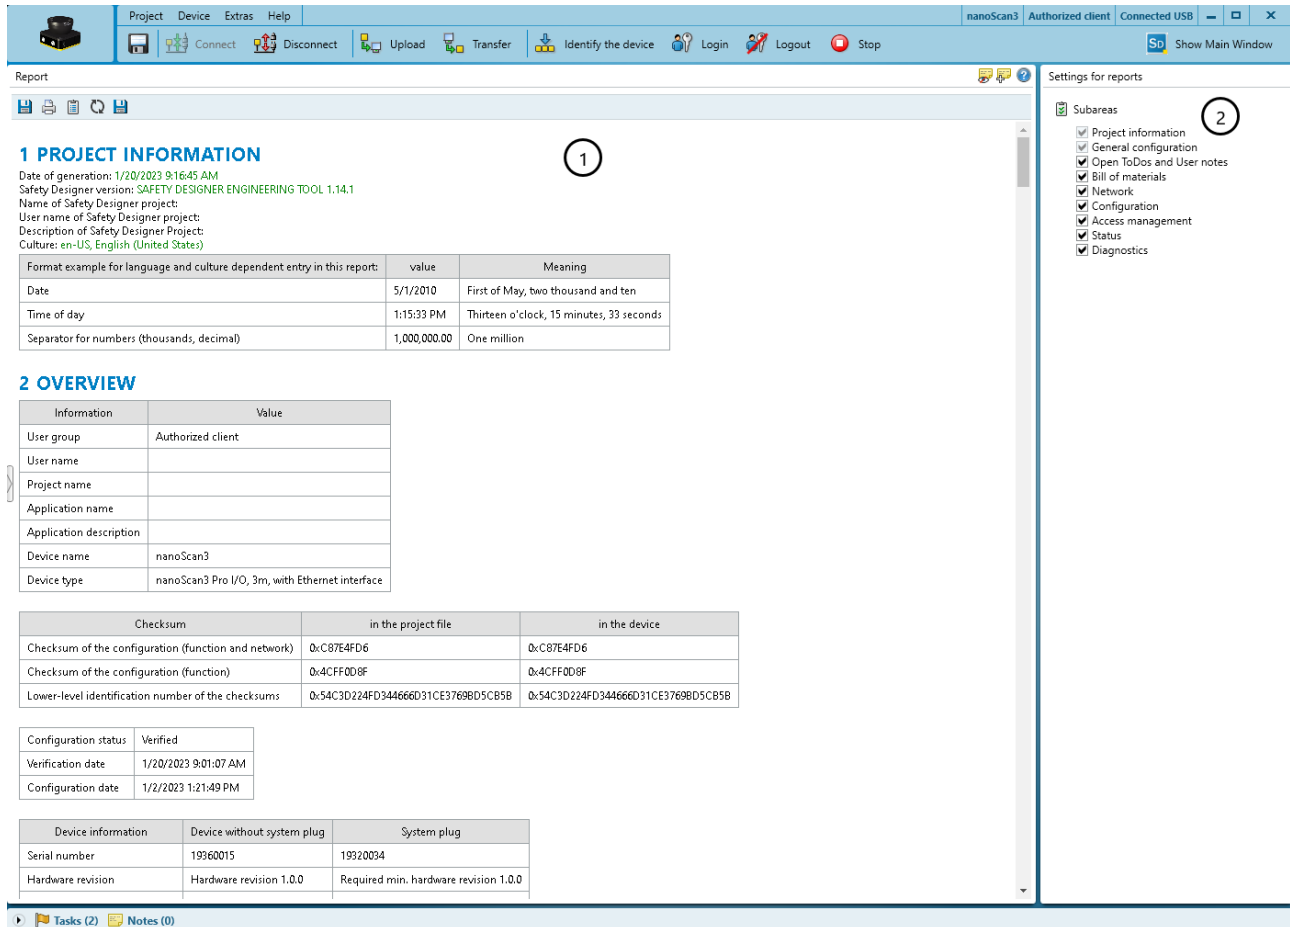 Project Device Extras Help nanoScan3 Authorized client Connected USB
Connect Disconnect Upload Transfer Identify the device Login Logout Stop SD Show Main Window
Report
Settings for reports
1
2
Subareas
Project information
General configuration
Open ToDos and User notes
Bill of materials
Network
Configuration
Access management
Status
Diagnostics
1 PROJECT INFORMATION
Date of generation: 1/20/2023 9:16:45 AM
Safety Designer version: SAFETY DESIGNER ENGINEERING TOOL 1.14.1
Name of Safety Designer project:
User name of Safety Designer project:
Description of Safety Designer Project:
Culture: en-US, English (United States)
Format example for language and culture dependent entry in this report: value Meaning
Date 5/1/2010 First of May, two thousand and ten
Time of day 1:15:33 PM Thirteen o'clock, 15 minutes, 33 seconds
Separator for numbers (thousands, decimal) 1,000,000.00 One million
2 OVERVIEW
Information Value
User group Authorized client
User name
Project name
Application name
Application description
Device name nanoScan3
Device type nanoScan3 Pro I/O, 3m, with Ethernet interface
Checksum in the project file in the device
Checksum of the configuration (function and network) 0xC87E4FD6 0xC87E4FD6
Checksum of the configuration (function) 0x4CFF0D8F 0x4CFF0D8F
Lower-level identification number of the checksums 0x54C3D224FD344666D31CE3769BD5CB5B 0x54C3D224FD344666D31CE3769BD5CB5B
Configuration status Verified
Verification date 1/20/2023 9:01:07 AM
Configuration date 1/2/2023 1:21:49 PM
Device information Device without system plug System plug
Serial number 19360015 19320034
Hardware revision Hardware revision 1.0.0 Required min. hardware revision 1.0.0
Tasks (2) Notes (0)